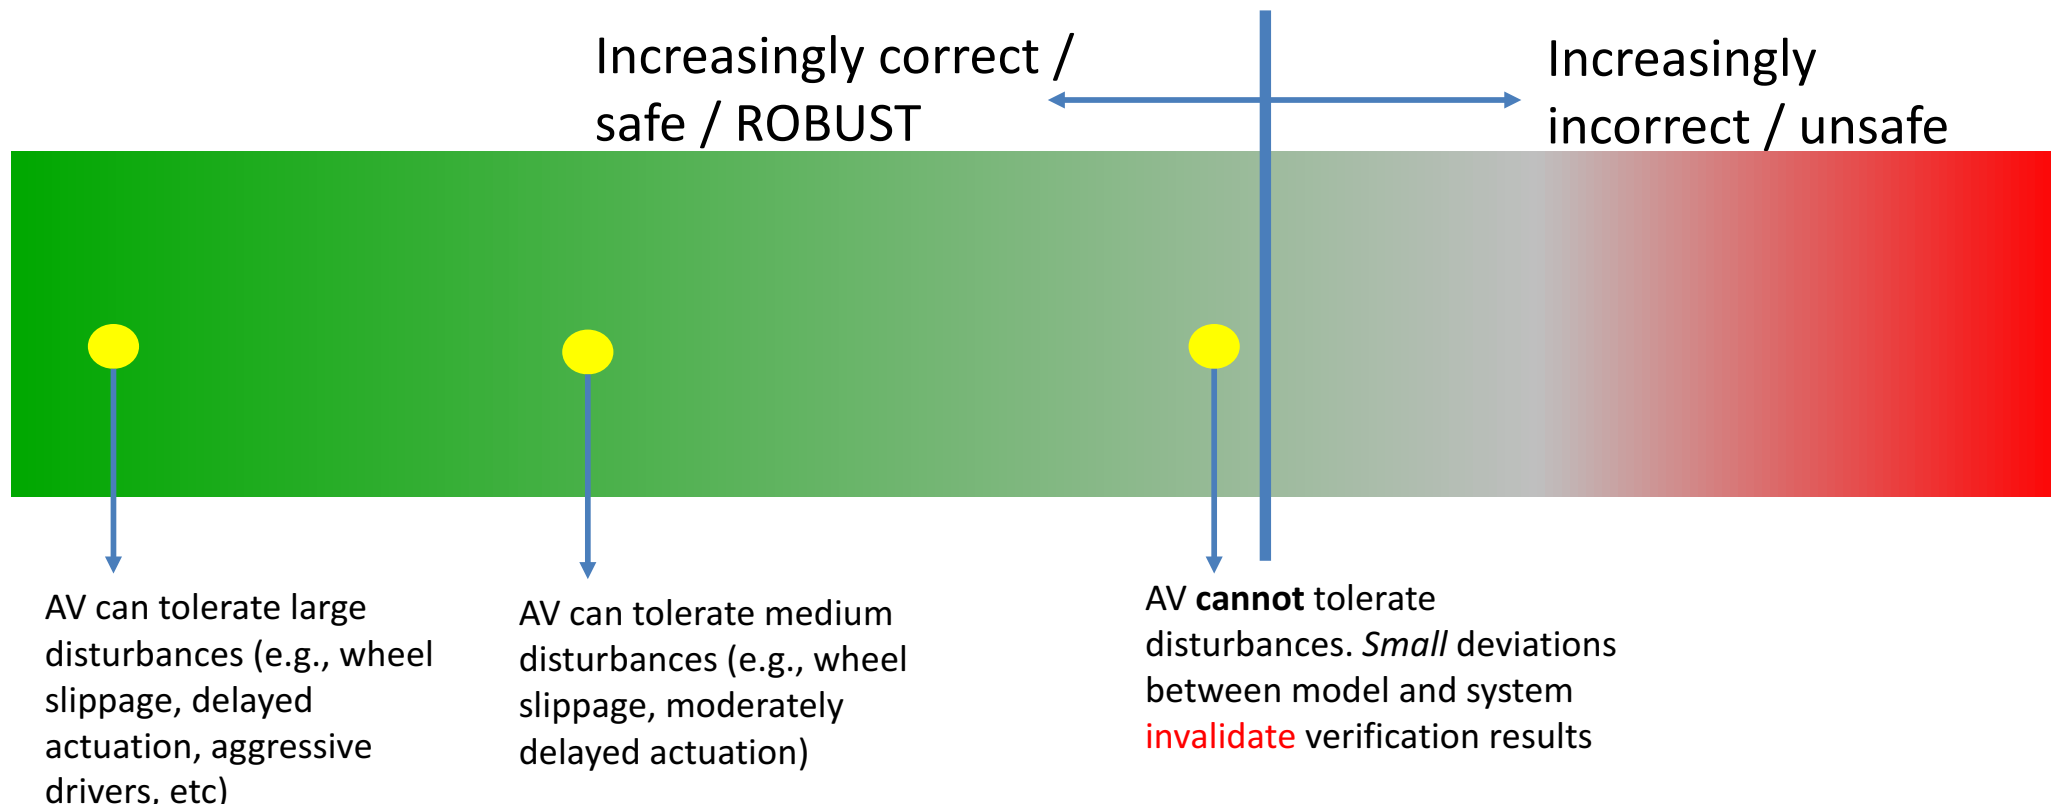 Increasingly correct /
safe / ROBUST
Increasingly
incorrect / unsafe
AV can tolerate large
disturbances (e.g., wheel
slippage, delayed
actuation, aggressive
drivers, etc)
AV can tolerate medium
disturbances (e.g., wheel
slippage, moderately
delayed actuation)
AV cannot tolerate
disturbances. Small deviations
between model and system
invalidate verification results